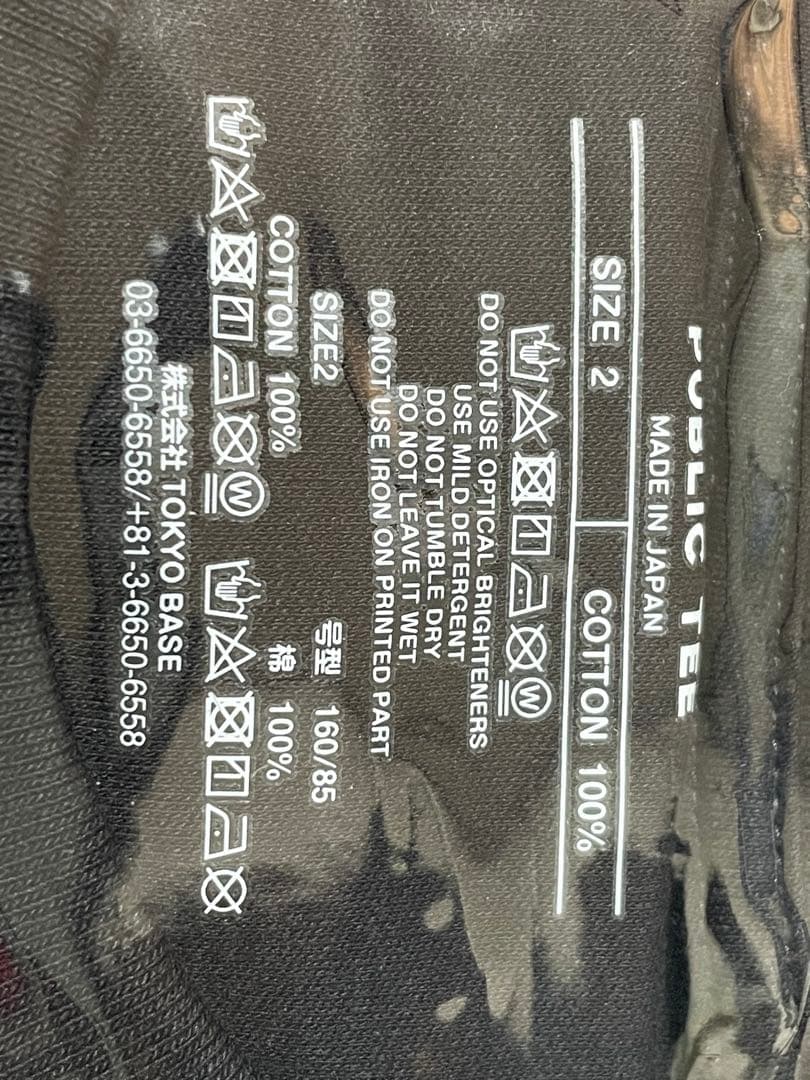 PUBLIC TEE
MADE IN JAPAN
SIZE 2 COTTON 100%
W
DO NOT USE OPTICAL BRIGHTENERS
USE MILD DETERGENT
DO NOT TUMBLE DRY
DO NOT LEAVE IT WET
DO NOT USE IRON ON PRINTED PART
SIZE2 号型 160/85
COTTON 100% 棉 100%
W
株式会社 TOKYO BASE
03-6650-6558/+81-3-6650-6558